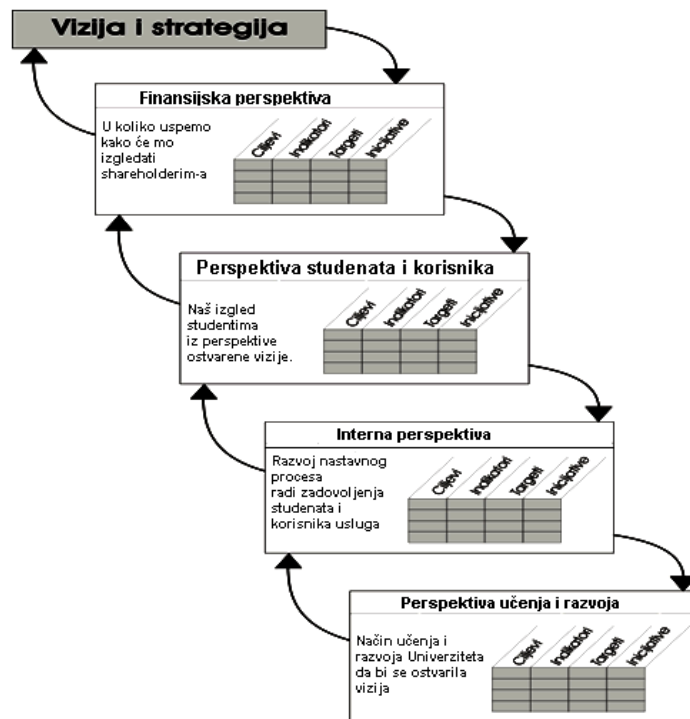 Vizija i strategija
Finansijska perspektiva
U koliko uspemo
kako će mo
izgledati
shareholderim-a
Ciljevi
Indikatori
Targeti
Inicijative
Perspektiva studenata i korisnika
Naš izgled
studentima
iz perspektive
ostvarene vizije.
Ciljevi
Indikatori
Targeti
Inicijative
Interna perspektiva
Razvoj nastavnog
procesa
radi zadovoljenja
studenata i
korisnika usluga
Ciljevi
Indikatori
Targeti
Inicijative
Perspektiva učenja i razvoja
Način učenja i
razvoja Univerziteta
da bi se ostvarila
vizija
Ciljevi
Indikatori
Targeti
Inicijative